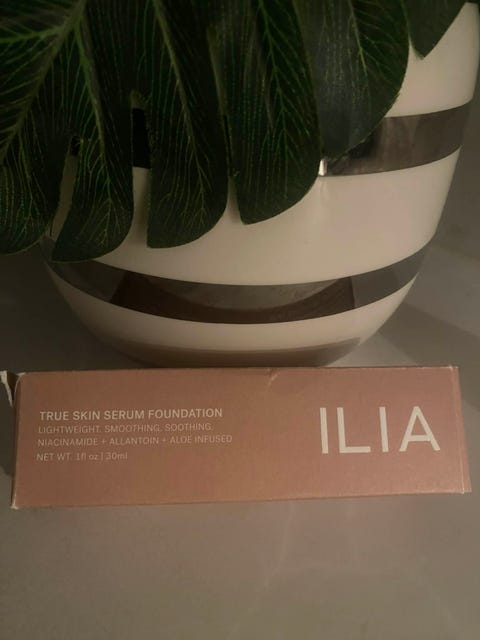 TRUE SKIN SERUM FOUNDATION
LIGHTWEIGHT. SMOOTHING. SOOTHING.
NIACINAMIDE + ALLANTOIN + ALOE INFUSED
NET WT. 1fl oz | 30ml
ILIA